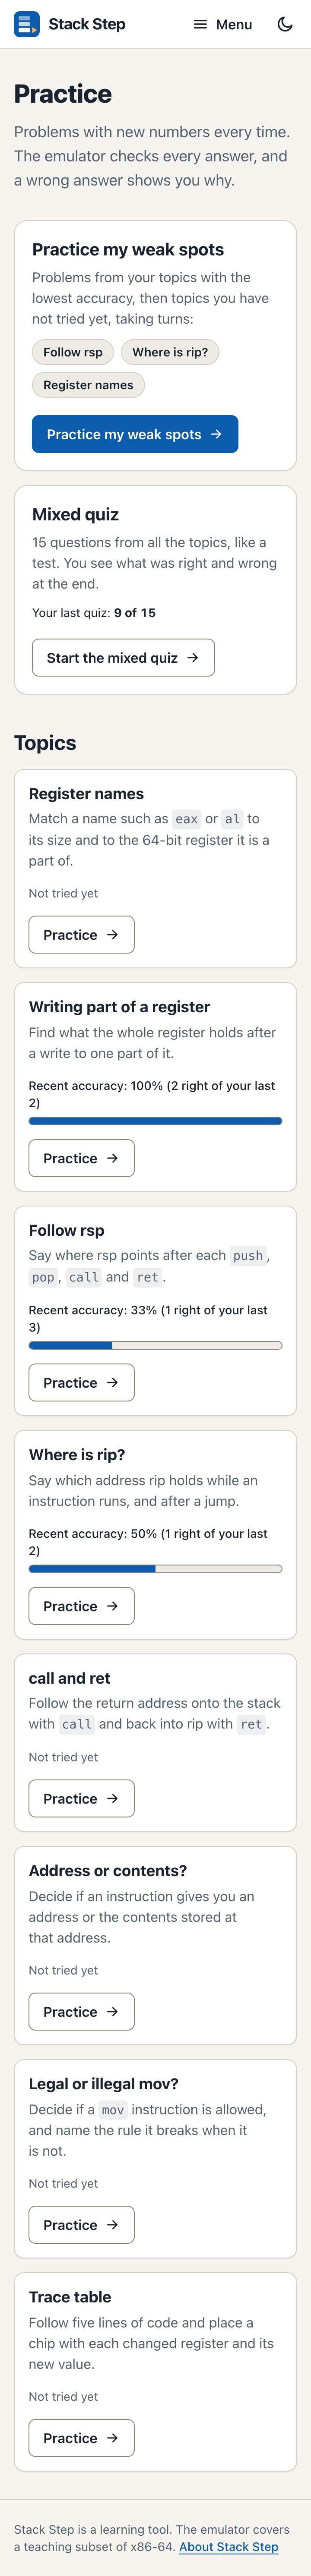 Stack Step
Menu
Practice
Problems with new numbers every time.
The emulator checks every answer, and
a wrong answer shows you why.
Practice my weak spots
Problems from your topics with the
lowest accuracy, then topics you have
not tried yet, taking turns:
Follow rsp
Where is rip?
Register names
Practice my weak spots →
Mixed quiz
15 questions from all the topics, like a
test. You see what was right and wrong
at the end.
Your last quiz: 9 of 15
Start the mixed quiz →
Topics
Register names
Match a name such as eax or al to
its size and to the 64-bit register it is a
part of.
Not tried yet
Practice →
Writing part of a register
Find what the whole register holds after
a write to one part of it.
Recent accuracy: 100% (2 right of your last
2)
Practice →
Follow rsp
Say where rsp points after each push,
pop, call and ret.
Recent accuracy: 33% (1 right of your last
3)
Practice →
Where is rip?
Say which address rip holds while an
instruction runs, and after a jump.
Recent accuracy: 50% (1 right of your last
2)
Practice →
call and ret
Follow the return address onto the stack
with call and back into rip with ret.
Not tried yet
Practice →
Address or contents?
Decide if an instruction gives you an
address or the contents stored at
that address.
Not tried yet
Practice →
Legal or illegal mov?
Decide if a mov instruction is allowed,
and name the rule it breaks when it
is not.
Not tried yet
Practice →
Trace table
Follow five lines of code and place a
chip with each changed register and its
new value.
Not tried yet
Practice →
Stack Step is a learning tool. The emulator covers
a teaching subset of x86-64. About Stack Step